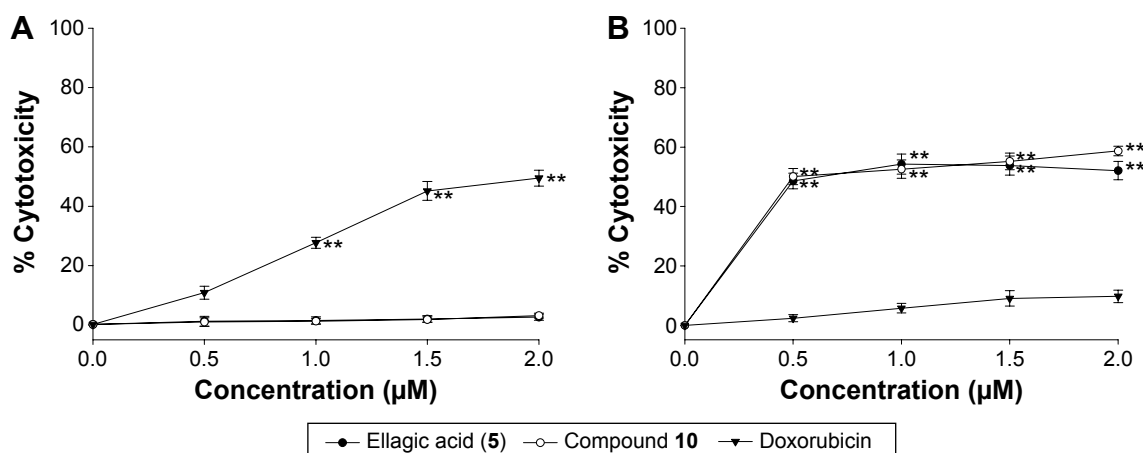 A
B
% Cytotoxicity
100
80
60
40
20
0
**
**
**
0.0 0.5 1.0 1.5 2.0
Concentration (µM)
% Cytotoxicity
100
80
60
40
20
0
**
**
**
**
**
**
**
**
0.0 0.5 1.0 1.5 2.0
Concentration (µM)
Ellagic acid (5) Compound 10 Doxorubicin